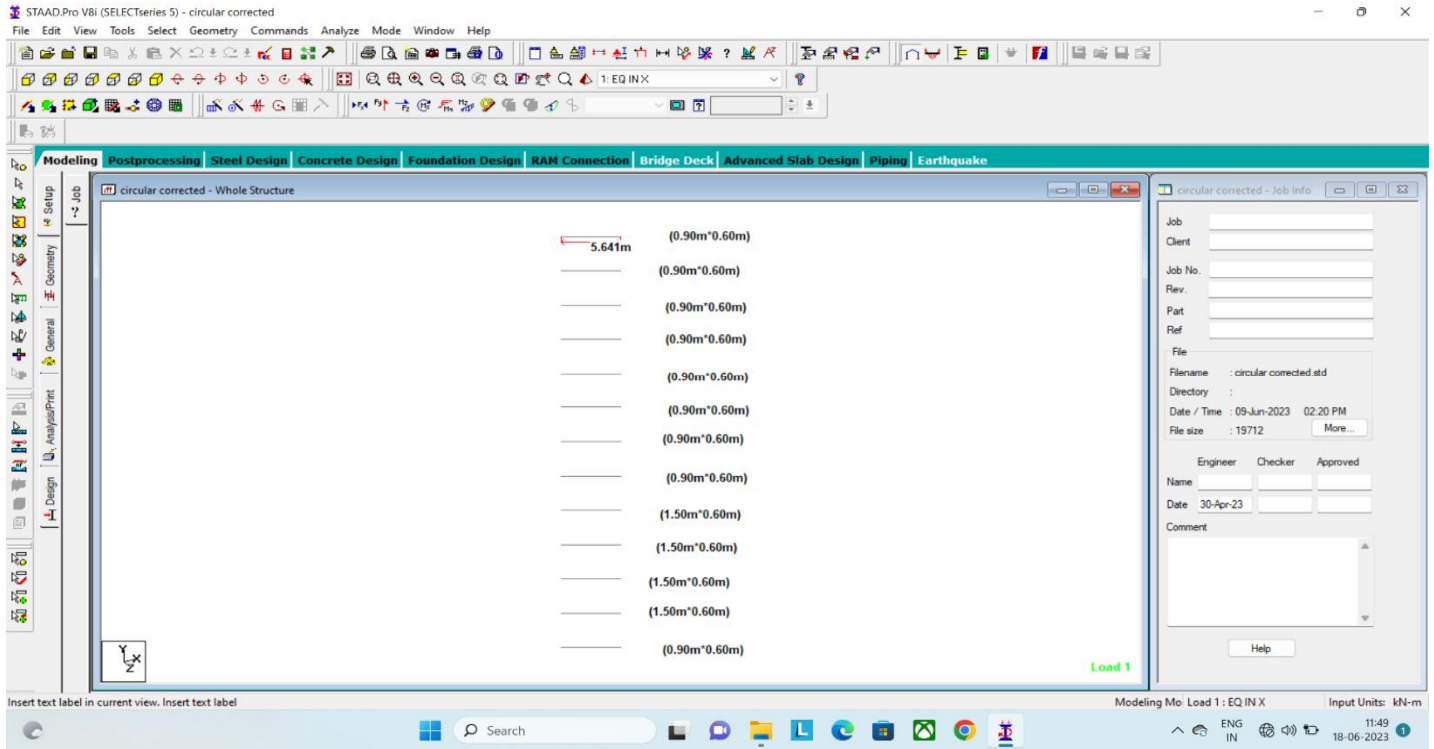 STAAD.Pro V8i (SELECTseries 5) - circular corrected
File Edit View Tools Select Geometry Commands Analyze Mode Window Help
1: EQ IN X
Modeling Postprocessing Steel Design Concrete Design Foundation Design RAM Connection Bridge Deck Advanced Slab Design Piping Earthquake
Setup
Geometry
General
Analysis/Print
Design
Job
circular corrected - Whole Structure
5.641m
(0.90m*0.60m)
(0.90m*0.60m)
(0.90m*0.60m)
(0.90m*0.60m)
(0.90m*0.60m)
(0.90m*0.60m)
(0.90m*0.60m)
(0.90m*0.60m)
(1.50m*0.60m)
(1.50m*0.60m)
(1.50m*0.60m)
(1.50m*0.60m)
(0.90m*0.60m)
Y
X
Z
Load 1
circular corrected - Job Info
Job
Client
Job No.
Rev.
Part
Ref
File
Filename : circular corrected.std
Directory :
Date / Time : 09-Jun-2023 02:20 PM
File size : 19712 More...
Engineer Checker Approved
Name
Date 30-Apr-23
Comment
Help
Insert text label in current view. Insert text label
Modeling Mo Load 1 : EQ IN X Input Units: kN-m
Search
ENG
IN
11:49
18-06-2023
1